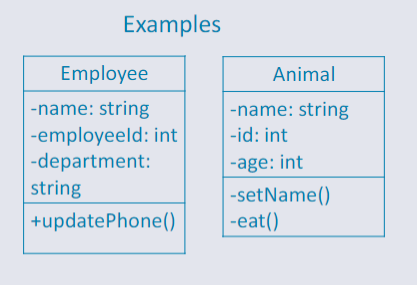 Examples
Employee
-name: string
-employeeId: int
-department:
string
+updatePhone()
Animal
-name: string
-id: int
-age: int
-setName()
-eat()